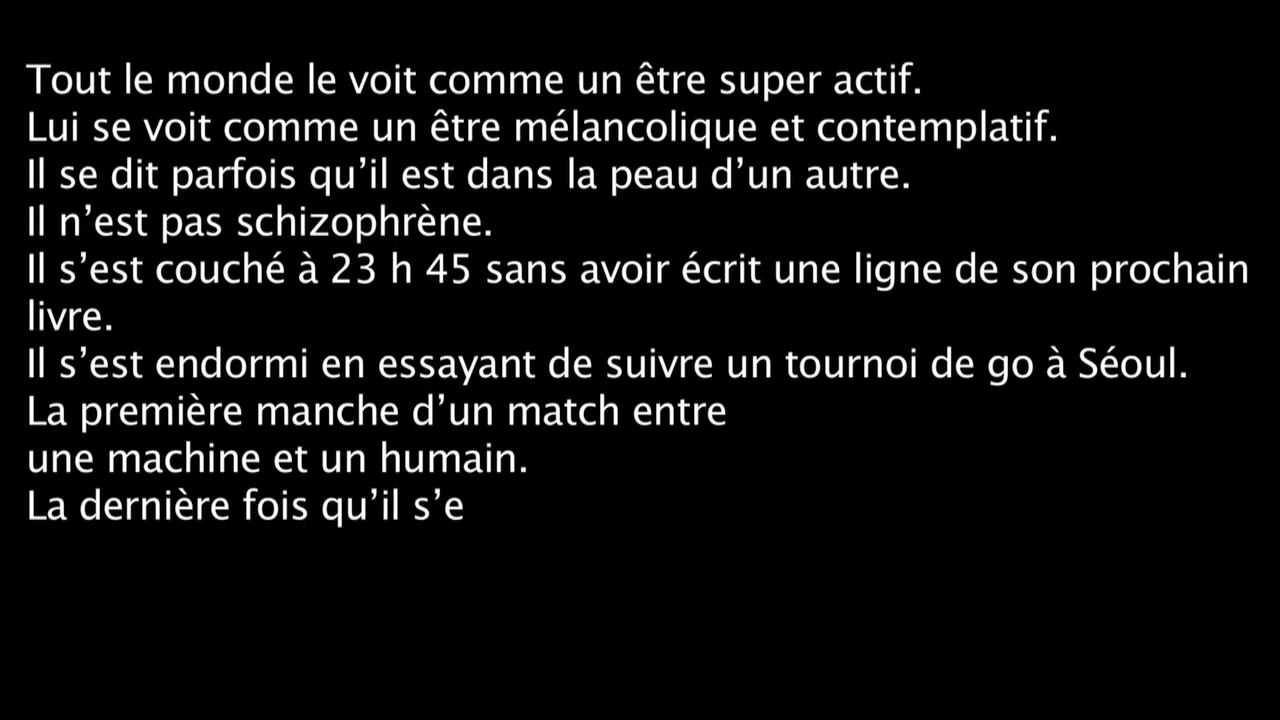 Tout le monde le voit comme un être super actif.
Lui se voit comme un être mélancolique et contemplatif.
Il se dit parfois qu’il est dans la peau d’un autre.
Il n’est pas schizophrène.
Il s’est couché à 23 h 45 sans avoir écrit une ligne de son prochain
livre.
Il s’est endormi en essayant de suivre un tournoi de go à Séoul.
La première manche d’un match entre
une machine et un humain.
La dernière fois qu’il s’e